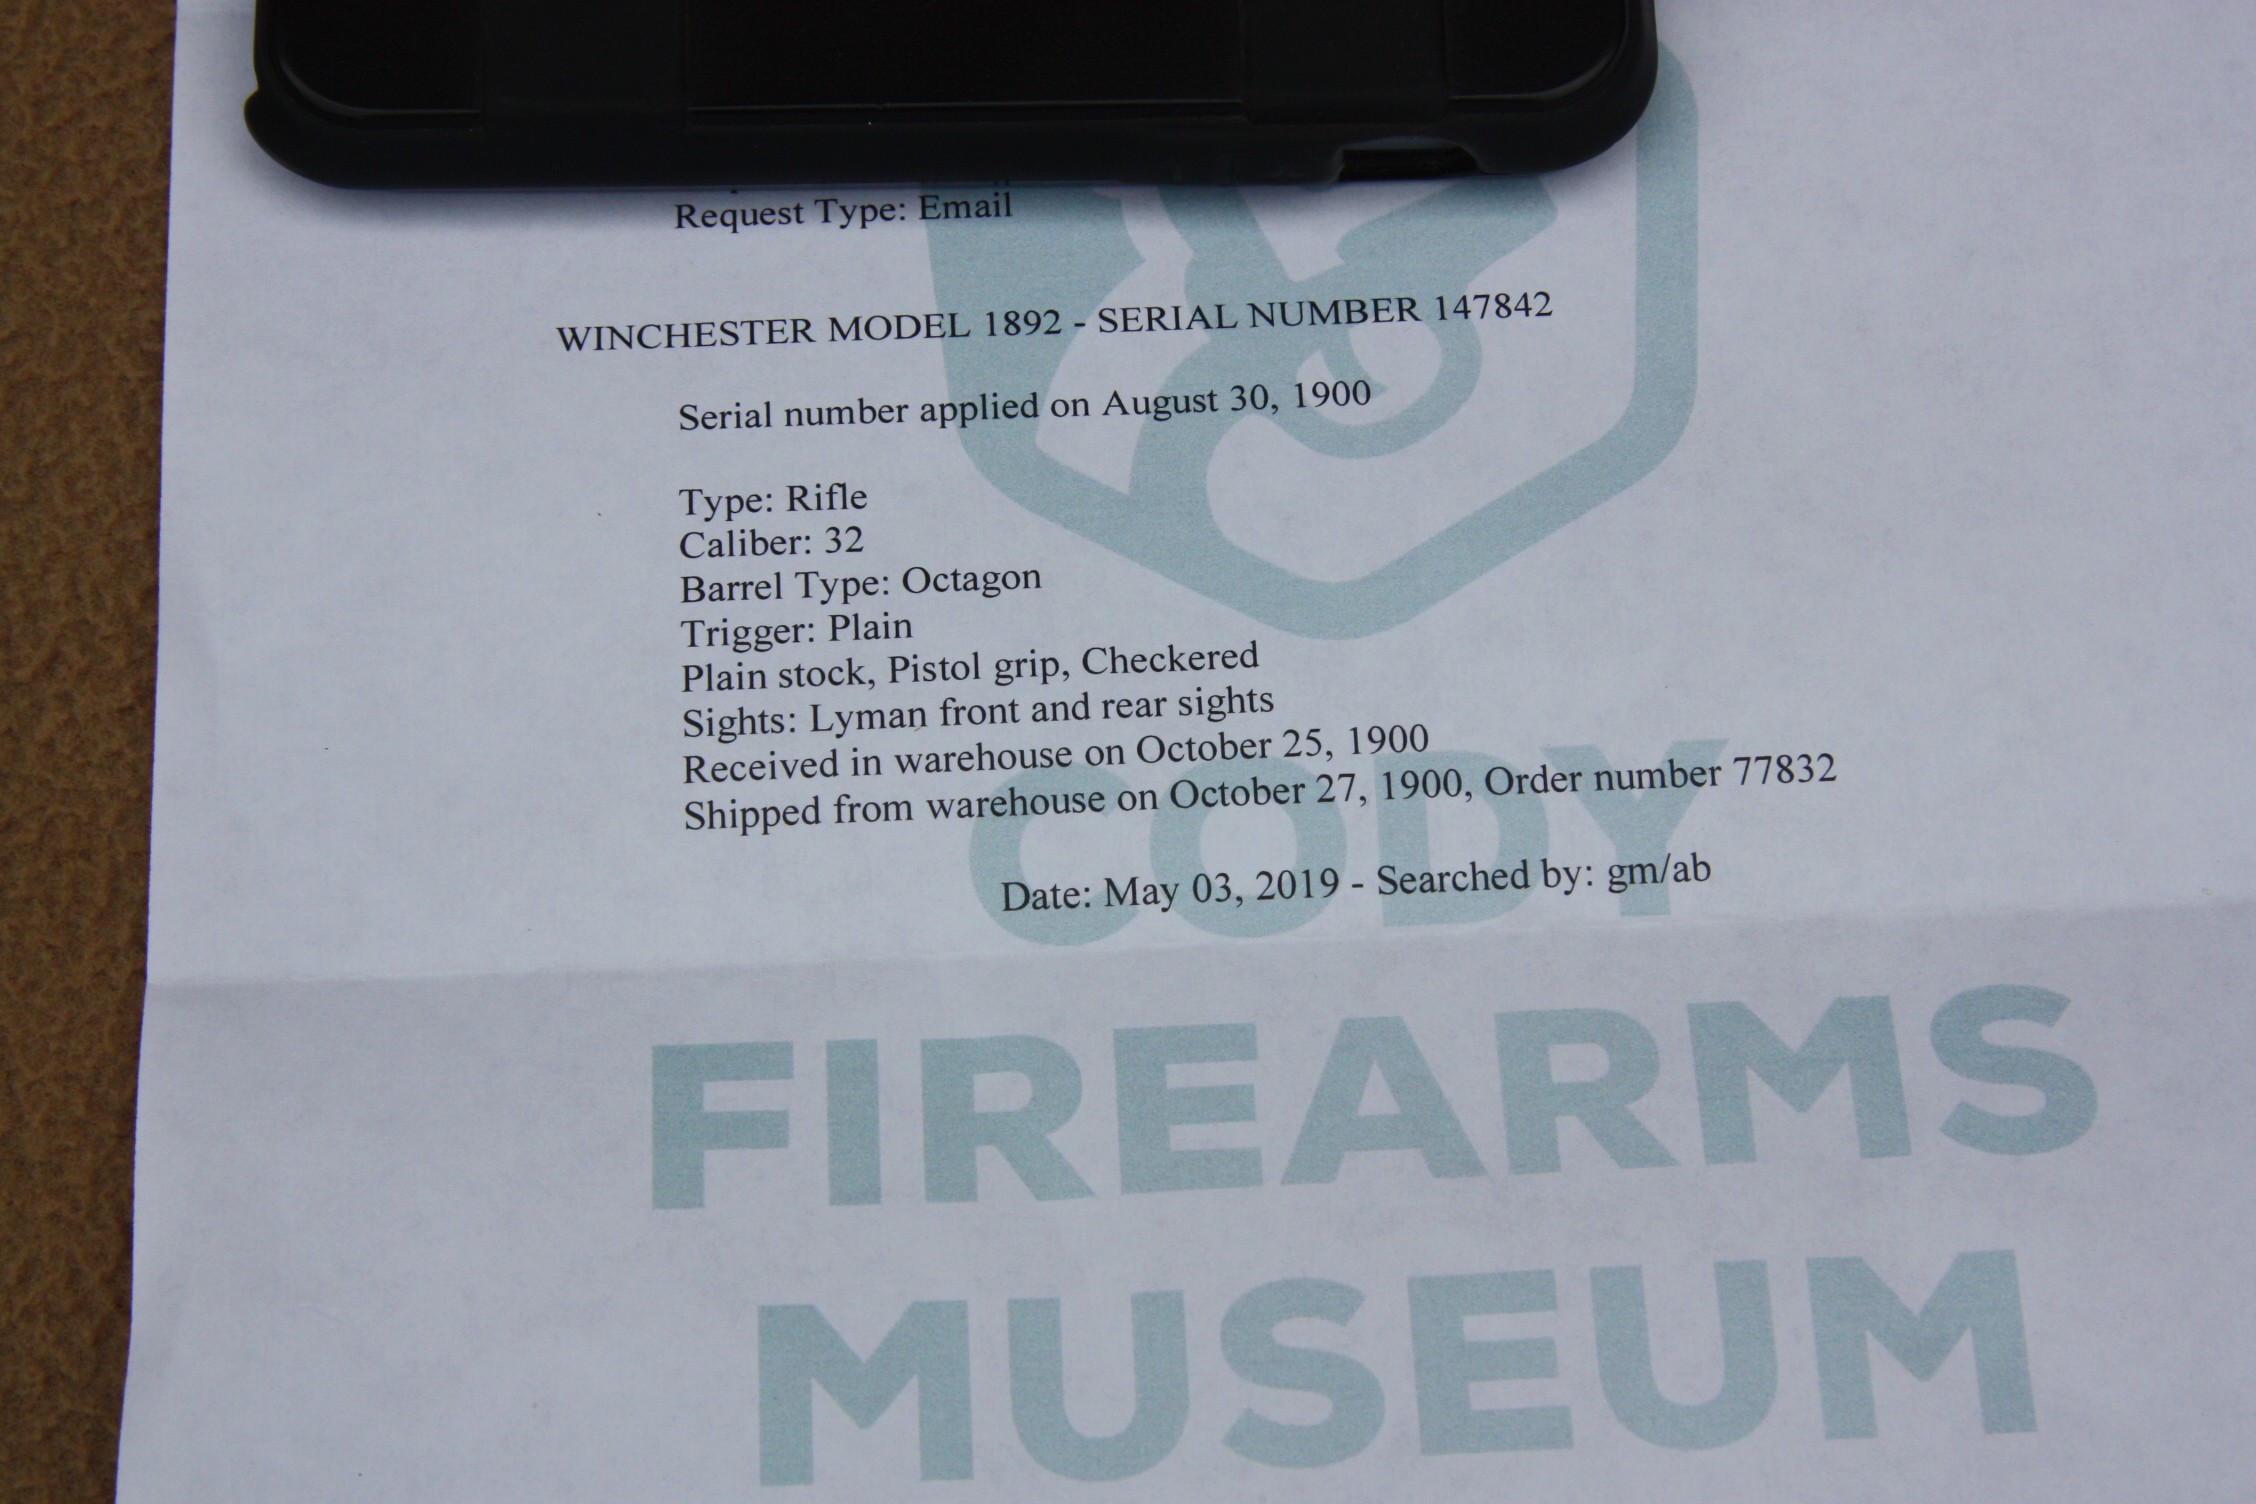 Request Type: Email
WINCHESTER MODEL 1892 - SERIAL NUMBER 147842
Serial number applied on August 30, 1900
Type: Rifle
Caliber: 32
Barrel Type: Octagon
Trigger: Plain
Plain stock, Pistol grip, Checkered
Sights: Lyman front and rear sights
Received in warehouse on October 25, 1900
Shipped from warehouse on October 27, 1900, Order number 77832
Date: May 03, 2019 - Searched by: gm/ab
CODY
FIREARMS
MUSEUM